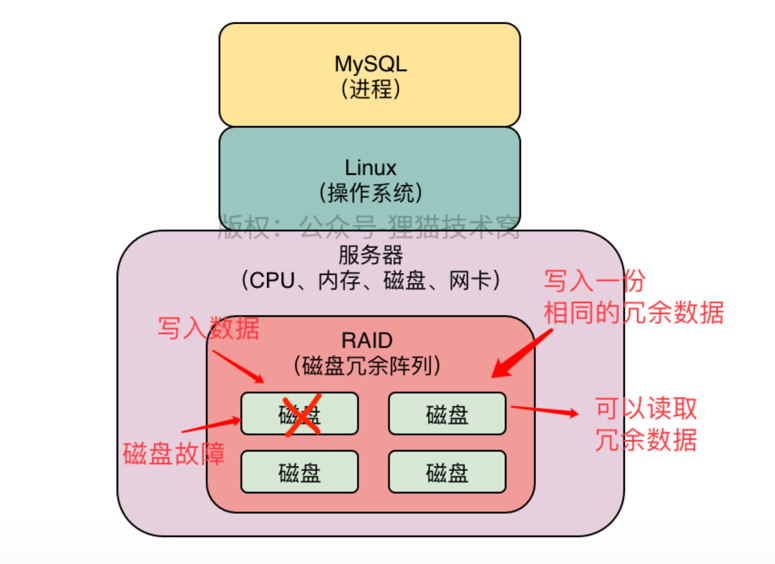 MySQL
（进程）
Linux
（操作系统）
版权：公众号-狸猫技术窝
服务器
（CPU、内存、磁盘、网卡）
写入一份
相同的冗余数据
写入数据
RAID
（磁盘冗余阵列）
磁盘
磁盘
可以读取
冗余数据
磁盘故障
磁盘
磁盘